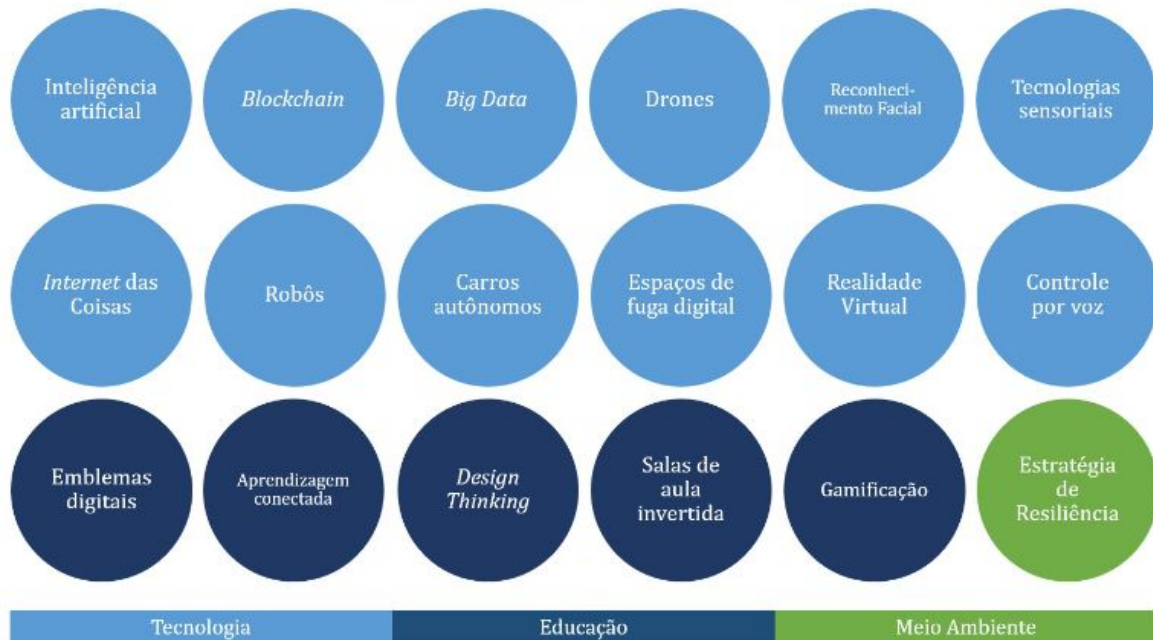 Inteligência
artificial
Blockchain
Big Data
Drones
Reconheci-
mento Facial
Tecnologias
sensoriais
Internet das
Coisas
Robôs
Carros
autônomos
Espaços de
fuga digital
Realidade
Virtual
Controle
por voz
Emblemas
digitais
Aprendizagem
conectada
Design
Thinking
Salas de
aula
invertida
Gamificação
Estratégia
de
Resiliência
Tecnologia
Educação
Meio Ambiente